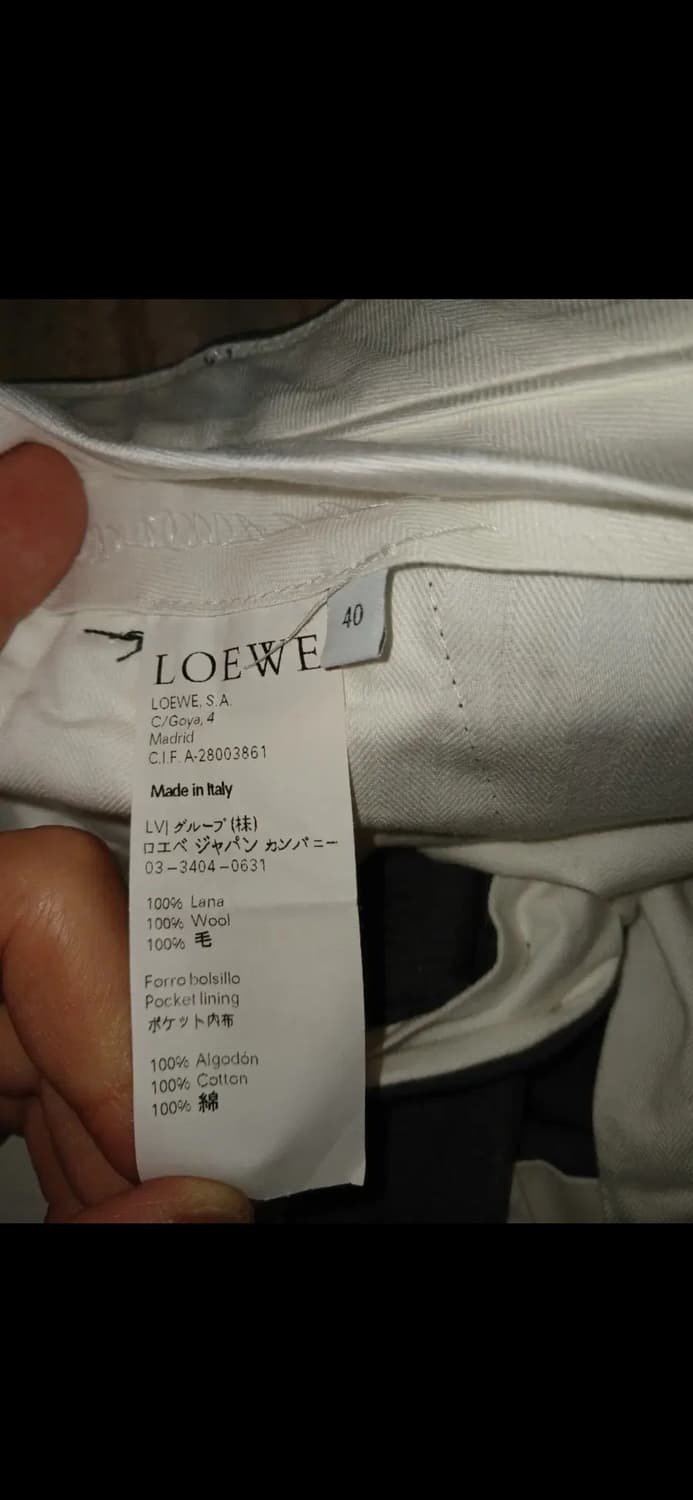 40
LOEWE
LOEWE, S.A.
C/Goya, 4
Madrid
C.I.F. A-28003861
Made in Italy
LVJ グループ (株)
ロエベ ジャパン カンパニー
03-3404-0631
100% Lana
100% Wool
100% 毛
Forro bolsillo
Pocket lining
ポケット内布
100% Algodón
100% Cotton
100% 綿